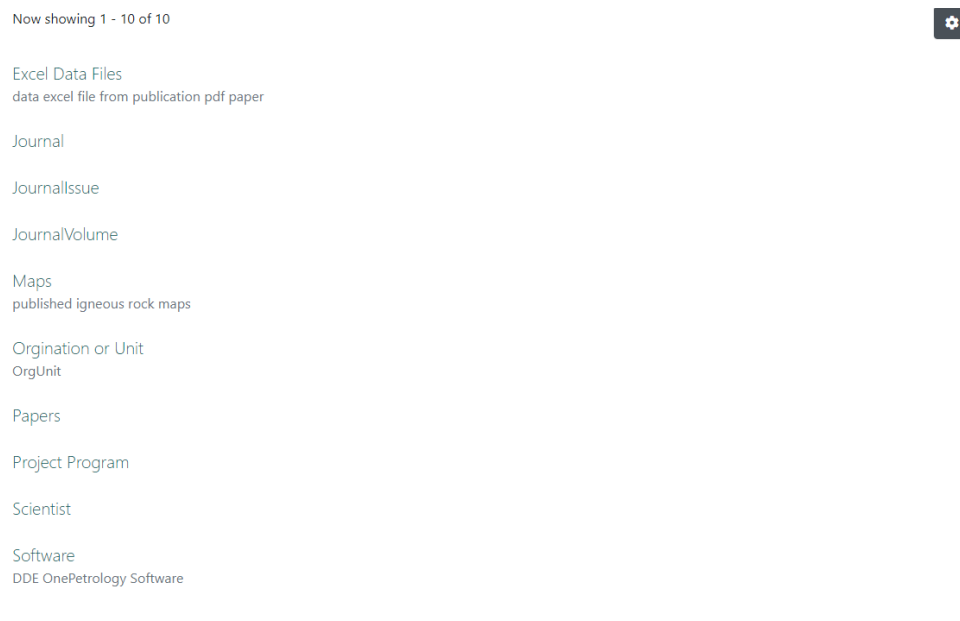 Now showing 1 - 10 of 10
Excel Data Files
data excel file from publication pdf paper
Journal
JournalIssue
JournalVolume
Maps
published igneous rock maps
Orgination or Unit
OrgUnit
Papers
Project Program
Scientist
Software
DDE OnePetrology Software